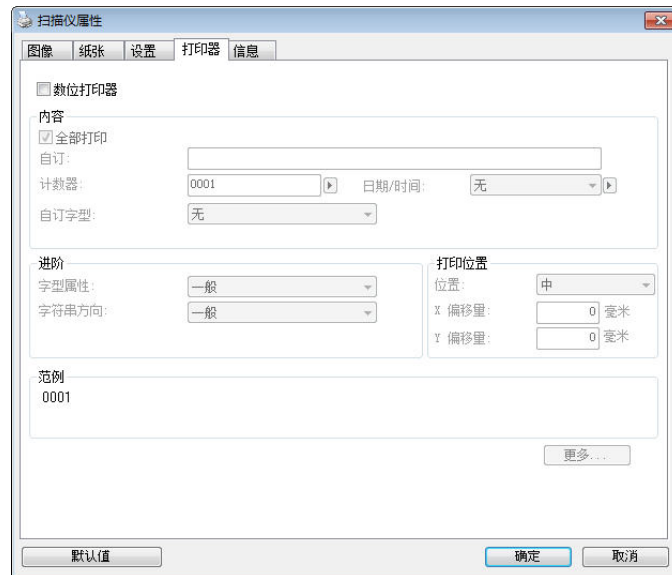 扫描仪属性
图像 纸张 设置 打印器 信息
数位打印器
内容
全部打印
自订:
计数器: 0001 日期/时间: 无
自订字型: 无
进阶 打印位置
字型属性: 一般 位置: 中
字符串方向: 一般 X 偏移量: 0 毫米
Y 偏移量: 0 毫米
范例
0001
更多...
默认值 确定 取消